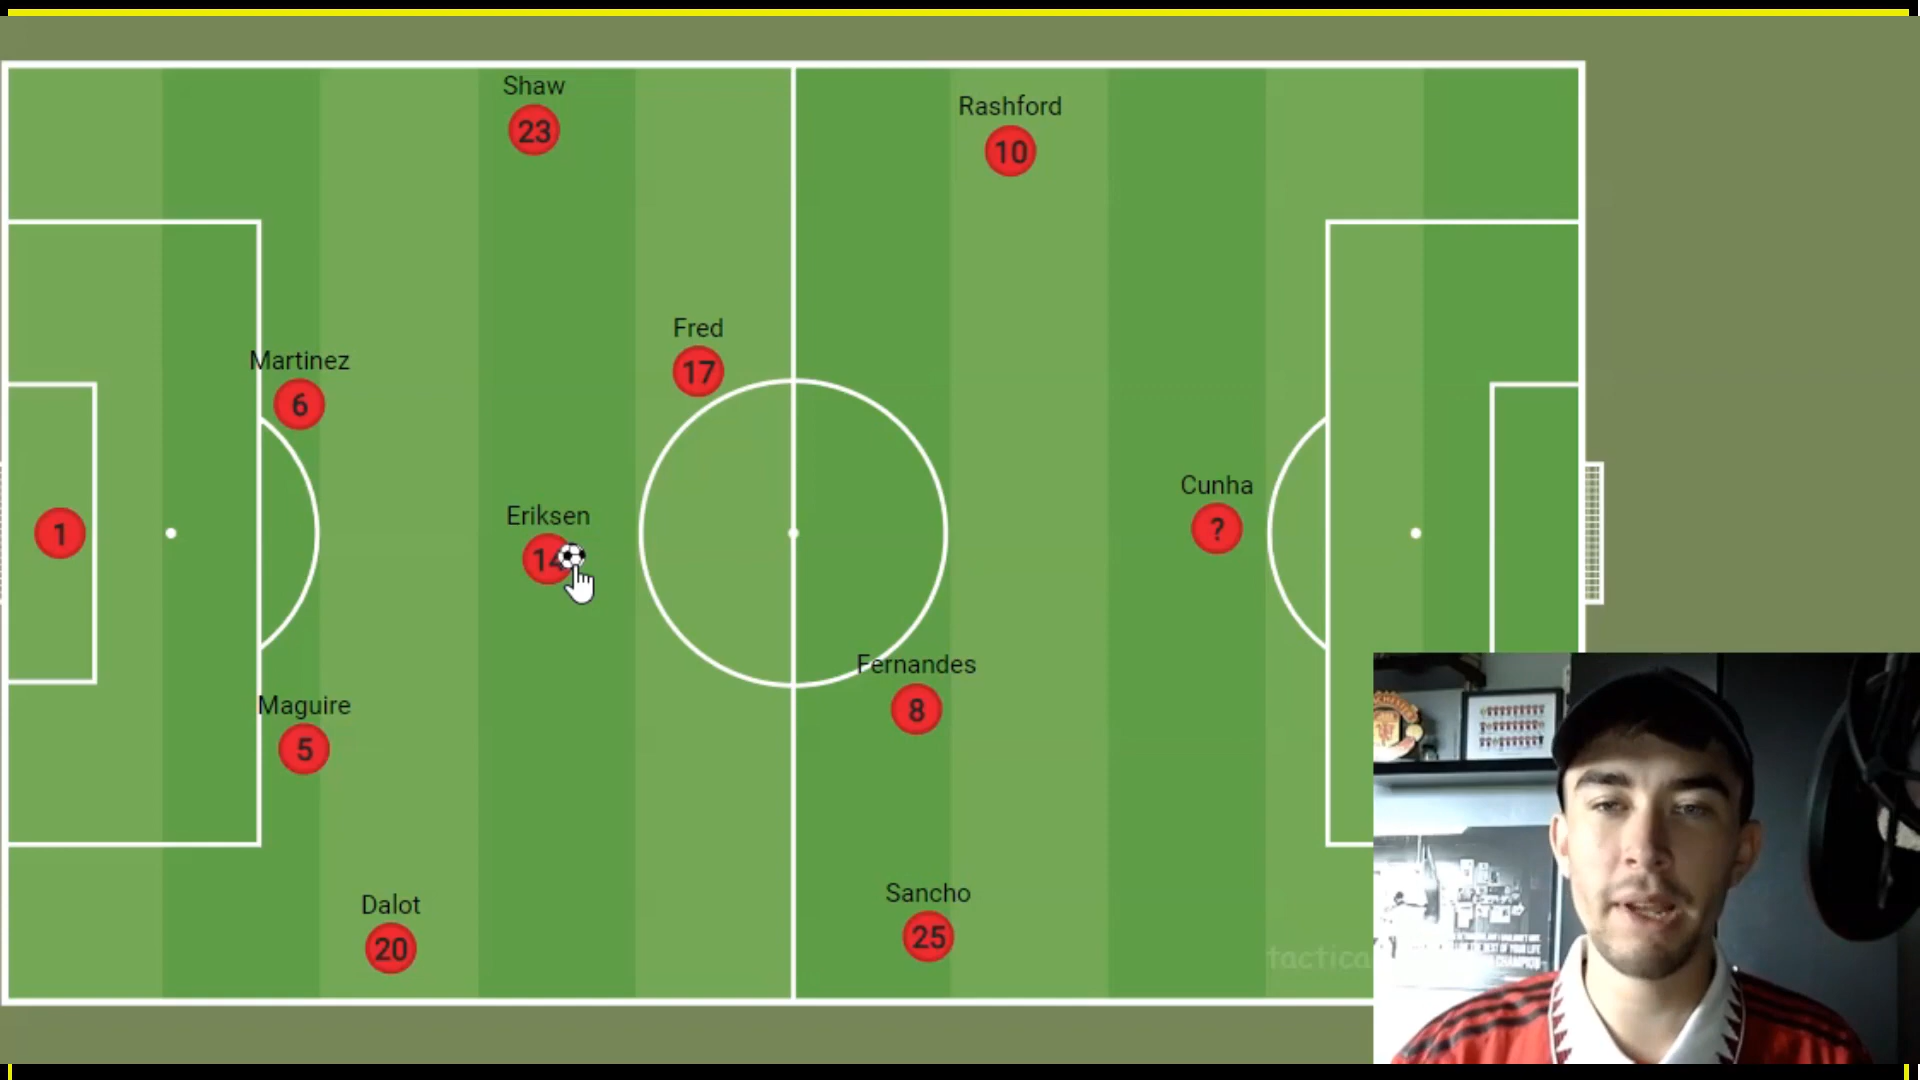 Shaw
23
Rashford
10
Fred
17
Martinez
6
Cunha
?
Eriksen
14
1
Fernandes
8
Maguire
5
Sancho
25
Dalot
20
tactica
CHAMPION